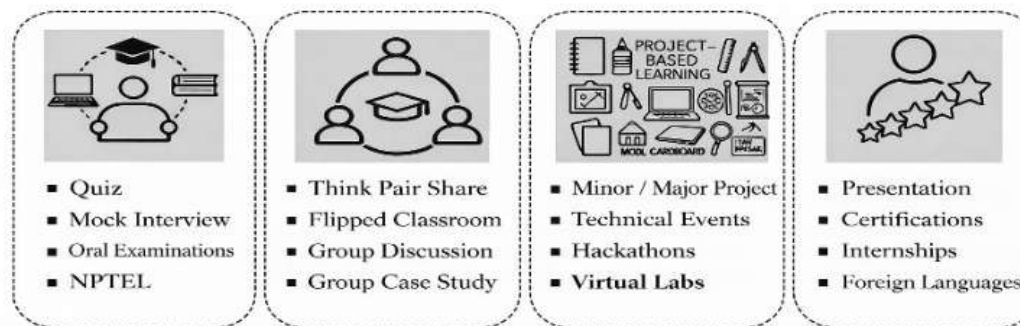 PROJECT-
BASED
LEARNING
MODL CARDBOARD
■ Quiz
■ Mock Interview
■ Oral Examinations
■ NPTEL
■ Think Pair Share
■ Flipped Classroom
■ Group Discussion
■ Group Case Study
■ Minor / Major Project
■ Technical Events
■ Hackathons
■ Virtual Labs
■ Presentation
■ Certifications
■ Internships
■ Foreign Languages